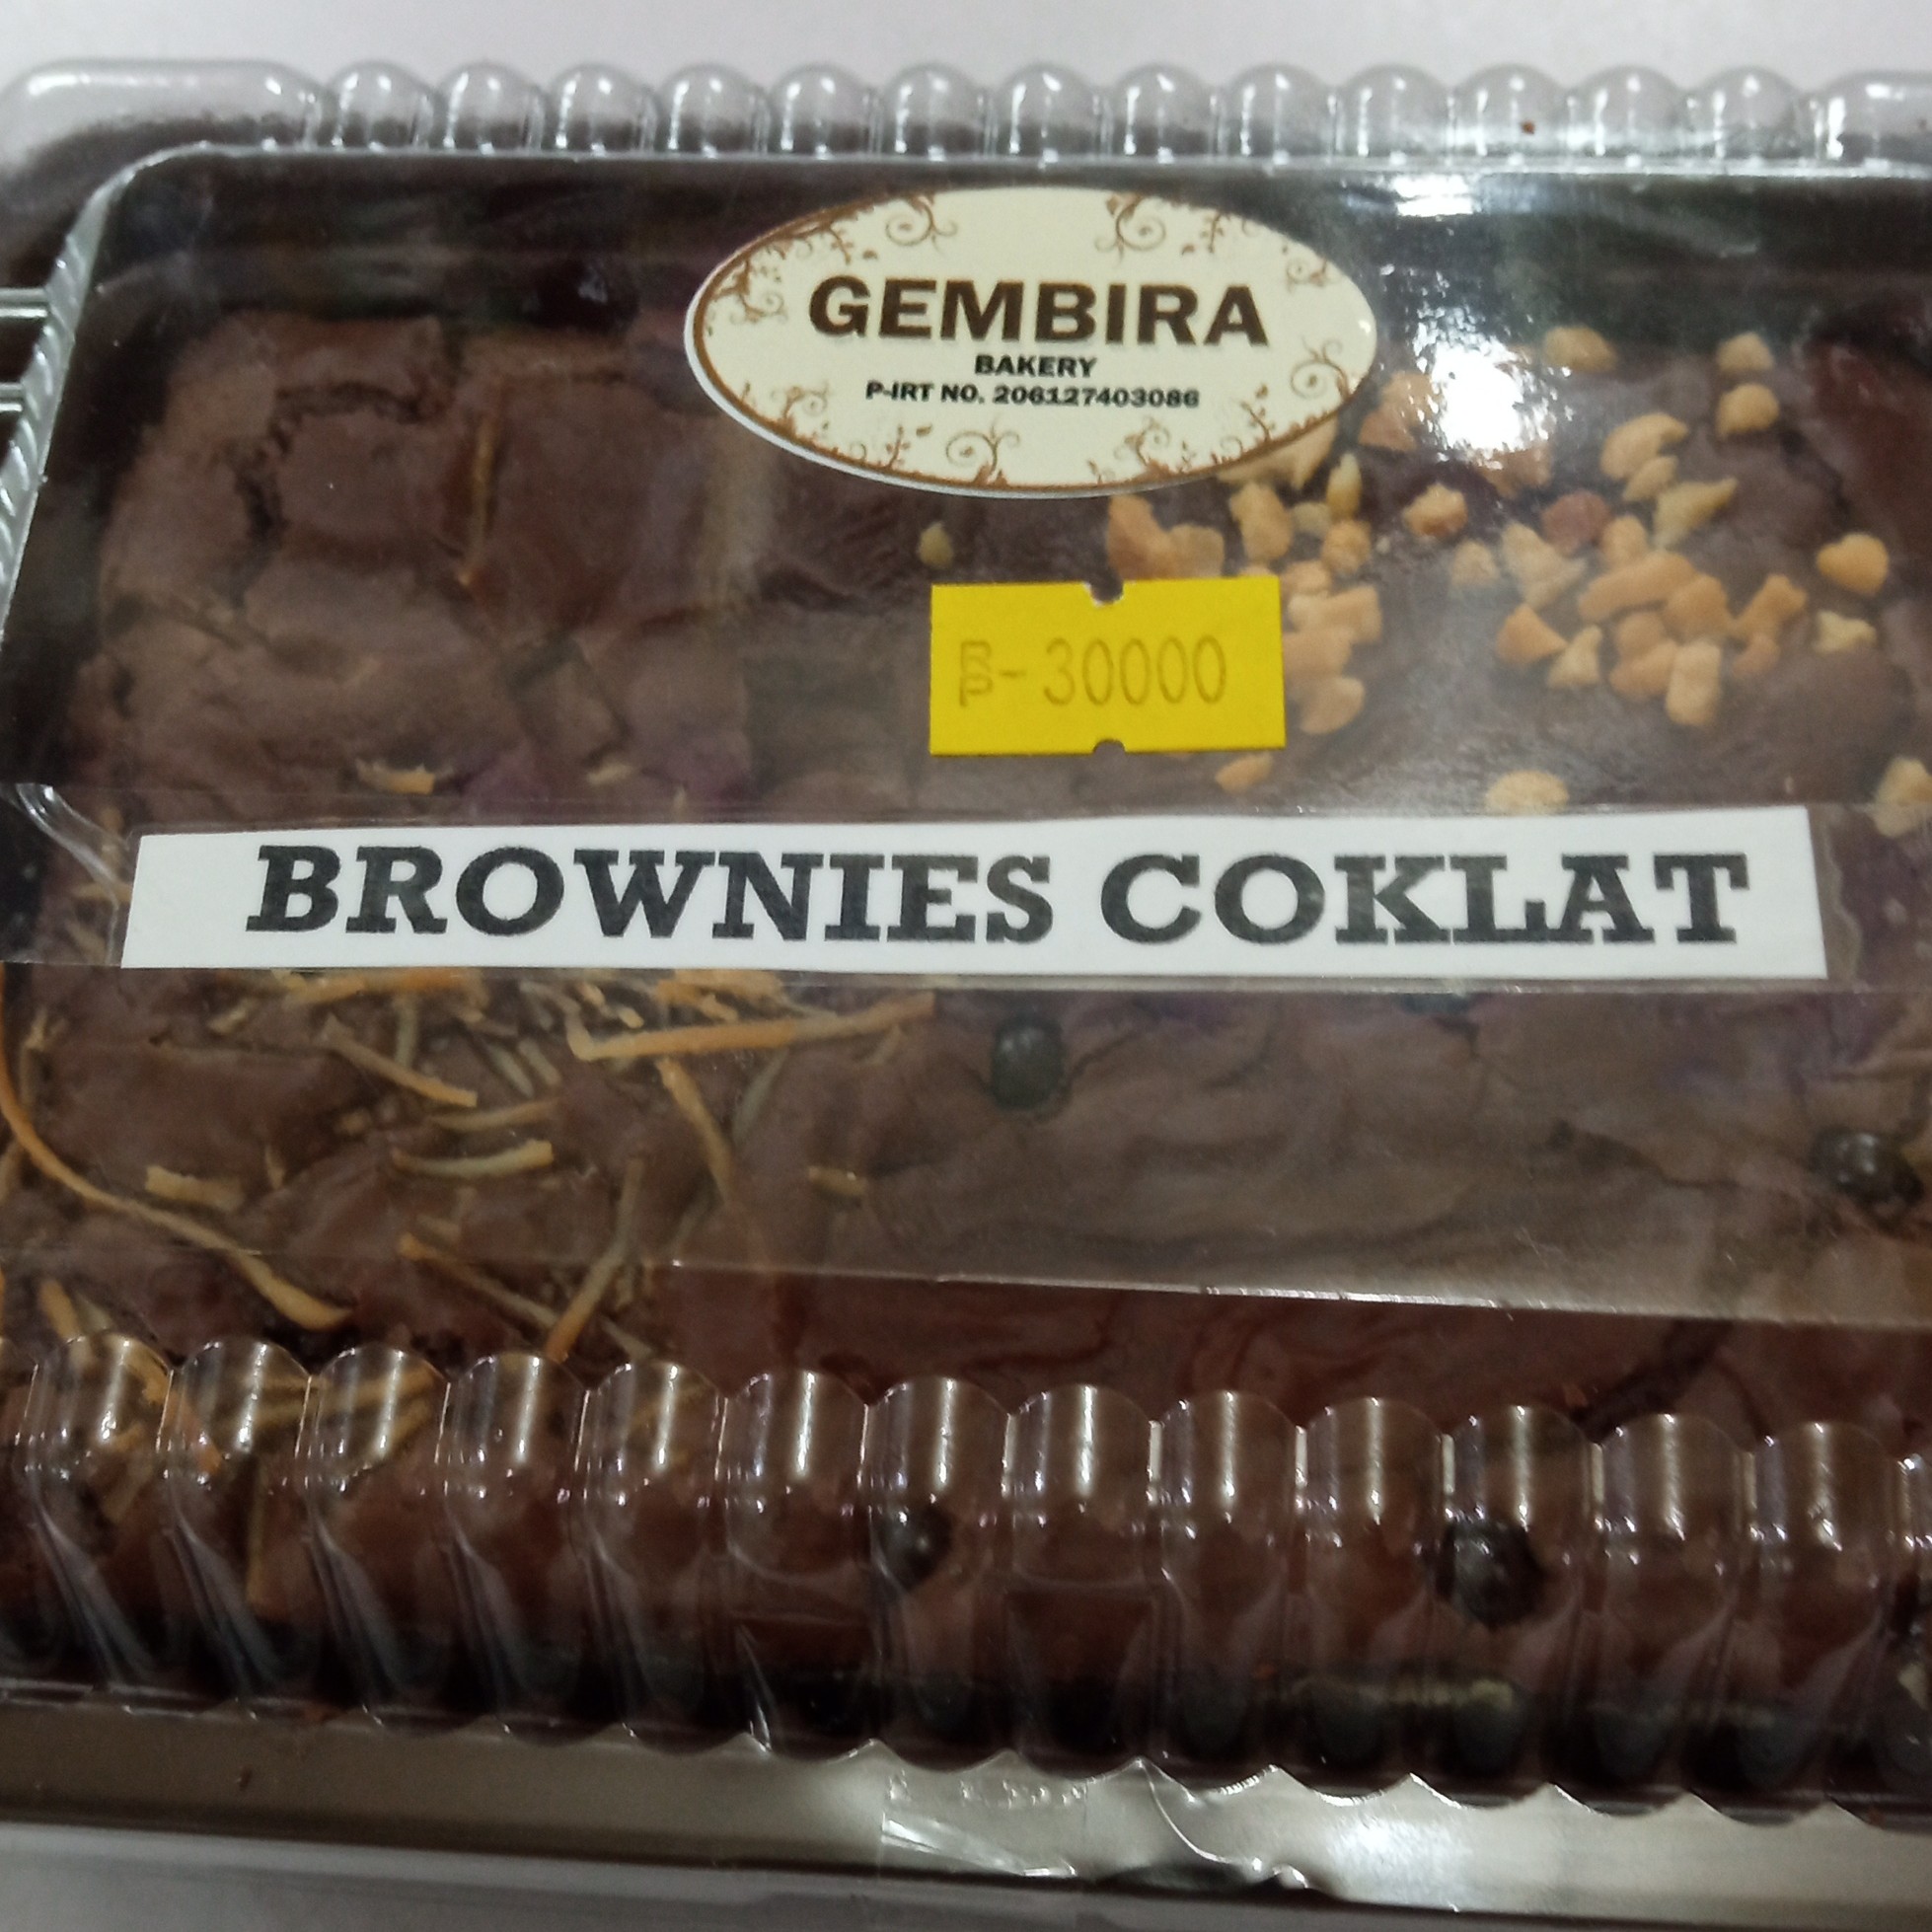 GEMBIRA
BAKERY
P-IRT NO. 206127403086
RP-30000
BROWNIES COKLAT